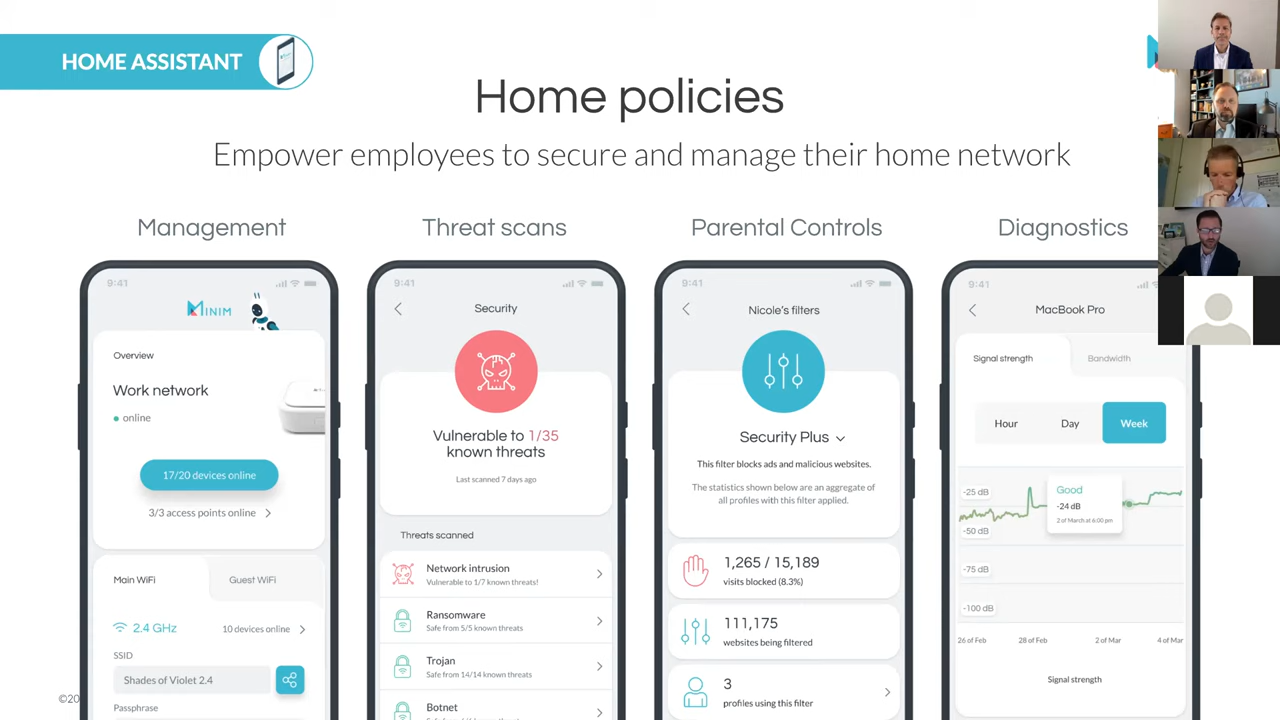 HOME ASSISTANT
Home policies
Empower employees to secure and manage their home network
Management
Threat scans
Parental Controls
Diagnostics
9:41
MINIM
Overview
Work network
online
17/20 devices online
3/3 access points online
Main WiFi
Guest WiFi
2.4 GHz
10 devices online
SSID
Shades of Violet 2.4
Passphrase
9:41
Security
Vulnerable to 1/35
known threats
Last scanned 7 days ago
Threats scanned
Network intrusion
Vulnerable to 1/7 known threats!
Ransomware
Safe from 5/5 known threats
Trojan
Safe from 14/14 known threats
Botnet
9:41
Nicole's filters
Security Plus
This filter blocks ads and malicious websites.
The statistics shown below are an aggregate of
all profiles with this filter applied.
1,265 / 15,189
visits blocked (8.3%)
111,175
websites being filtered
3
profiles using this filter
9:41
MacBook Pro
Signal strength
Bandwidth
Hour
Day
Week
Good
-24 dB
2 of March at 6:00 pm
-25 dB
-50 dB
-75 dB
-100 dB
26 of Feb
28 of Feb
2 of Mar
4 of Mar
Signal strength
©20